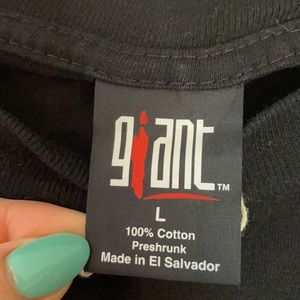 giant™
L
100% Cotton
Preshrunk
Made in El Salvador